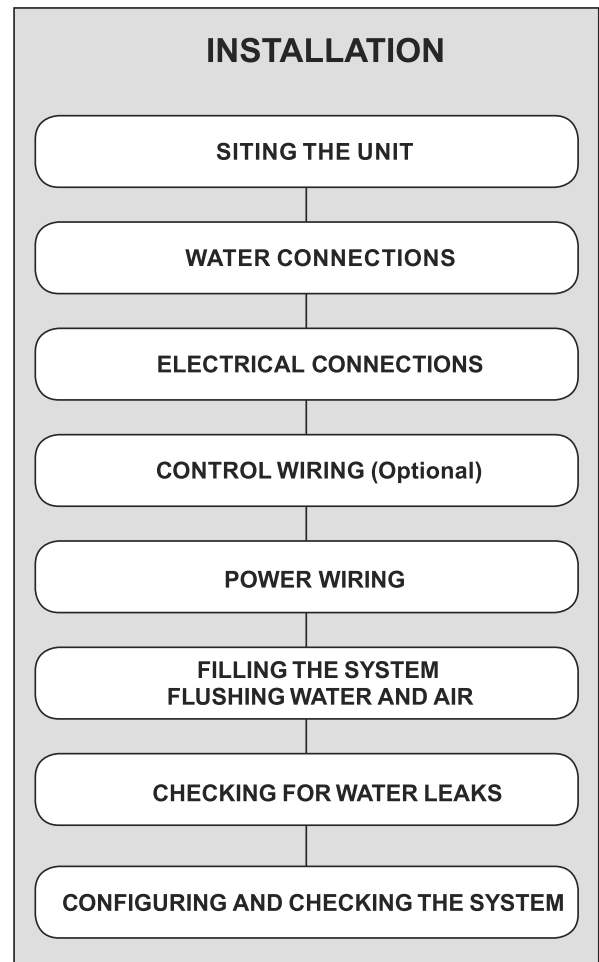 INSTALLATION
SITING THE UNIT
WATER CONNECTIONS
ELECTRICAL CONNECTIONS
CONTROL WIRING (Optional)
POWER WIRING
FILLING THE SYSTEM
FLUSHING WATER AND AIR
CHECKING FOR WATER LEAKS
CONFIGURING AND CHECKING THE SYSTEM